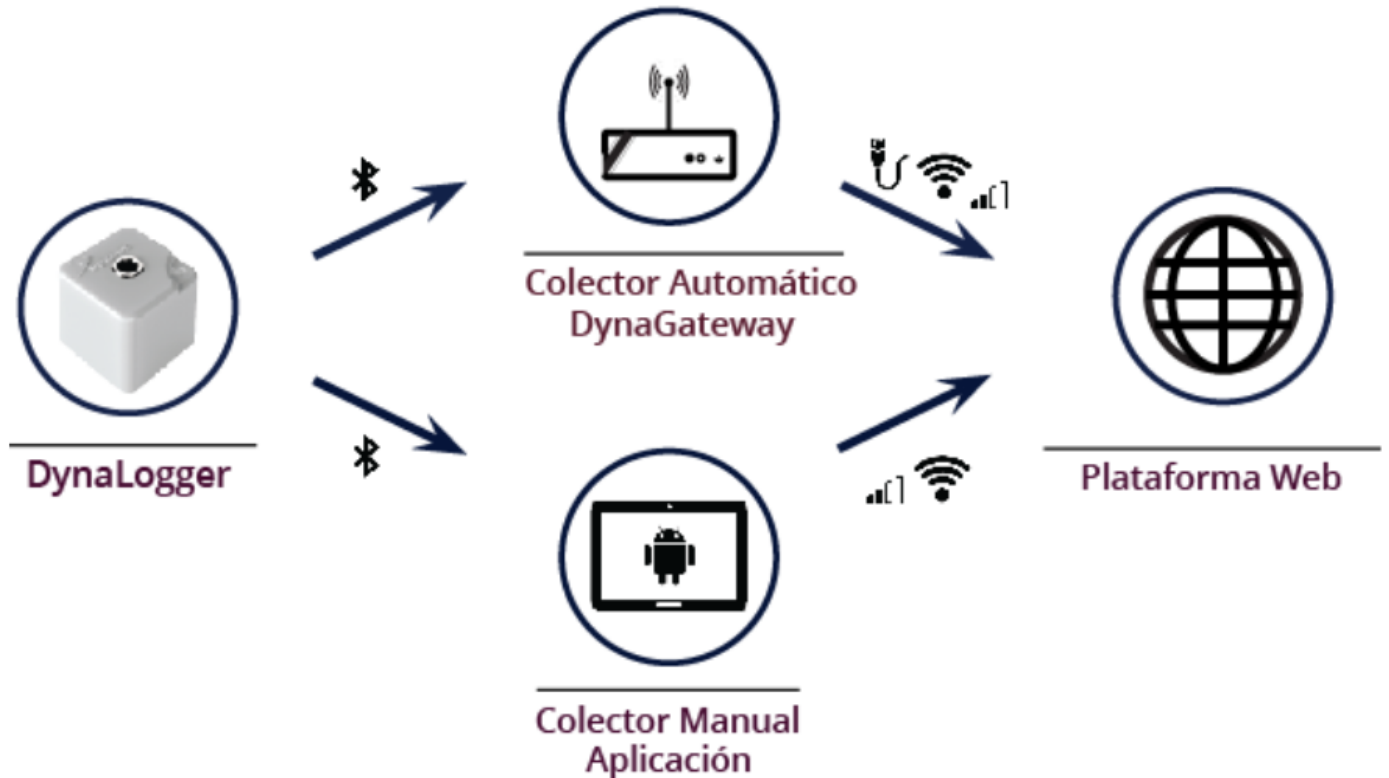 Colector Automático
DynaGateway
DynaLogger
Plataforma Web
Colector Manual
Aplicación